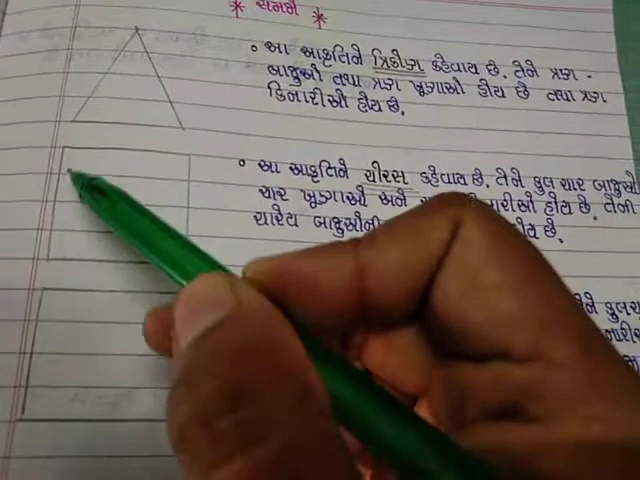 * સમજો *
• આ આકૃતિને ત્રિકોણ કહેવાય છે. તેને ત્રણ -
બાજુઓ તથા ત્રણ ખૂણાઓ હોય છે તથા ત્રણ
કિનારીઓ હોય છે.
• આ આકૃતિને ચોરસ કહેવાય છે. તેને કુલ ચાર બાજુઓ
ચાર ખૂણાઓ અને હોય છે. તેની
ચારેય બાજુઓની હોય છે.
કુલ